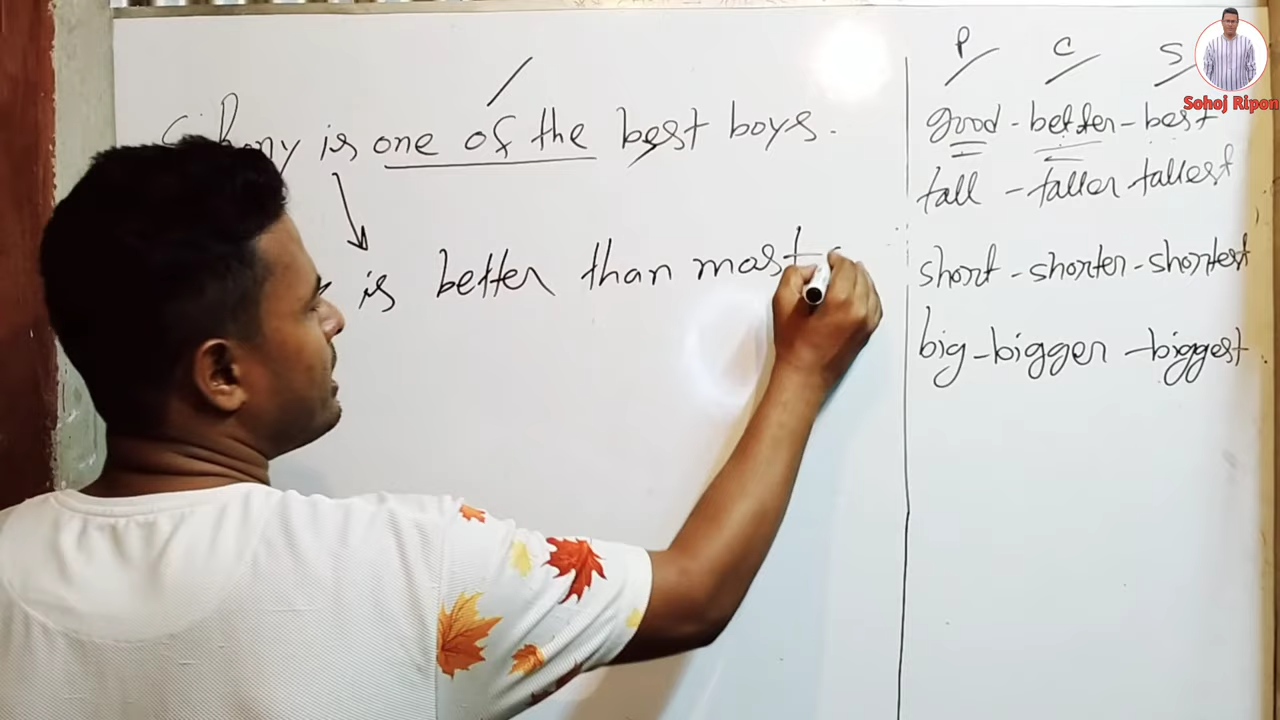 is one of the best boys.
is better than most
P C S
good - better - best
tall - taller - tallest
short - shorter - shortest
big - bigger - biggest
Sohoj Ripon